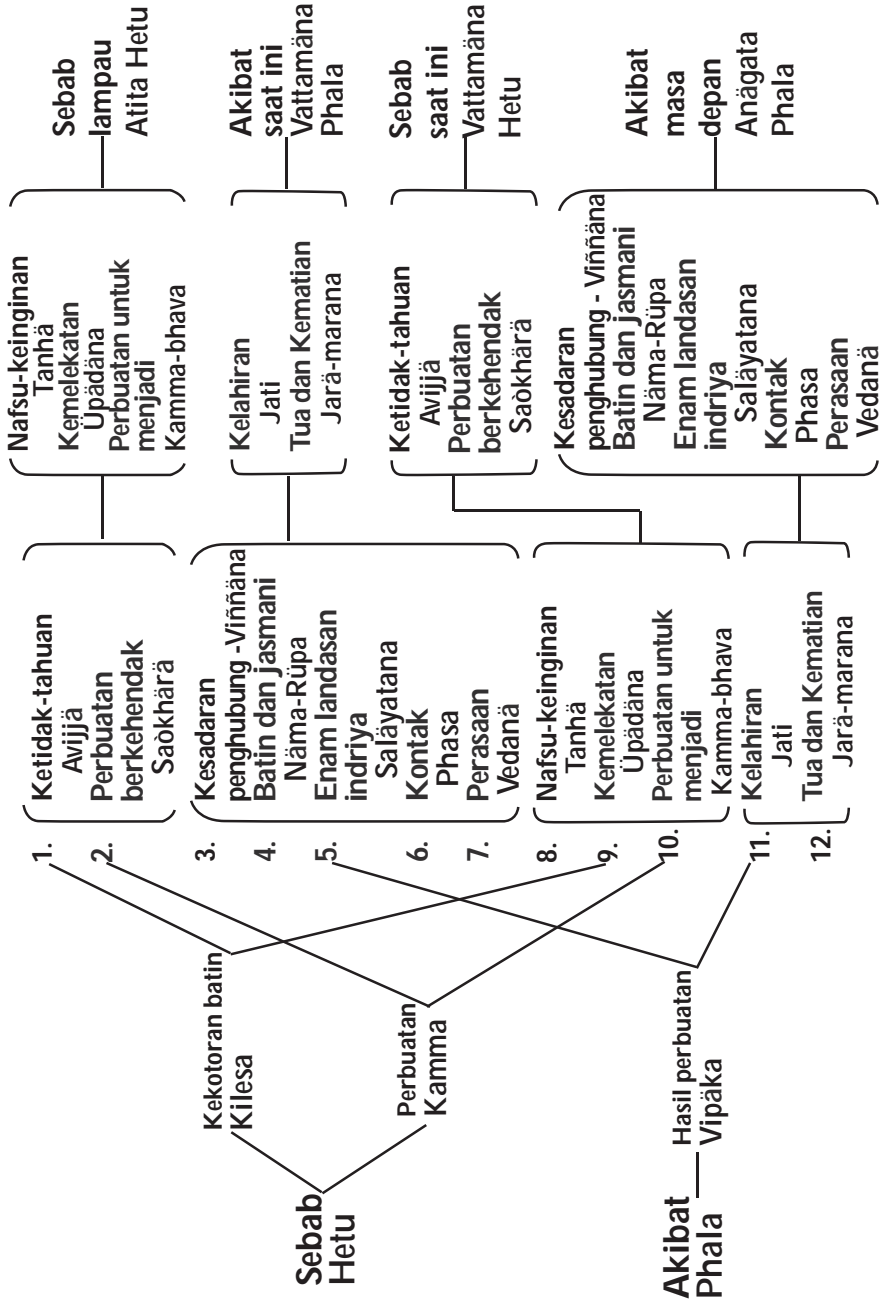 Sebab
Hetu
Akibat
Phala
Kekotoran batin
Kilesa
Perbuatan
Kamma
Hasil perbuatan
Vipäka
1. Ketidak-tahuan
Avijjä
2. Perbuatan
berkehendak
Saòkhärä
3. Kesadaran
penghubung -Viññäna
4. Batin dan jasmani
Näma-Rüpa
5. Enam landasan
indriya
Saläyatana
6. Kontak
Phasa
7. Perasaan
Vedanä
8. Nafsu-keinginan
Tanhä
9. Kemelekatan
Üpädäna
10. Perbuatan untuk
menjadi
Kamma-bhava
11. Kelahiran
Jati
12. Tua dan Kematian
Jarä-marana
Nafsu-keinginan
Tanhä
Kemelekatan
Üpädäna
Perbuatan untuk
menjadi
Kamma-bhava
Kelahiran
Jati
Tua dan Kematian
Jarä-marana
Ketidak-tahuan
Avijjä
Perbuatan
berkehendak
Saòkhärä
Kesadaran
penghubung - Viññäna
Batin dan jasmani
Näma-Rüpa
Enam landasan
indriya
Saläyatana
Kontak
Phasa
Perasaan
Vedanä
Sebab
lampau
Atita Hetu
Akibat
saat ini
Vattamäna
Phala
Sebab
saat ini
Vattamäna
Hetu
Akibat
masa
depan
Anägata
Phala